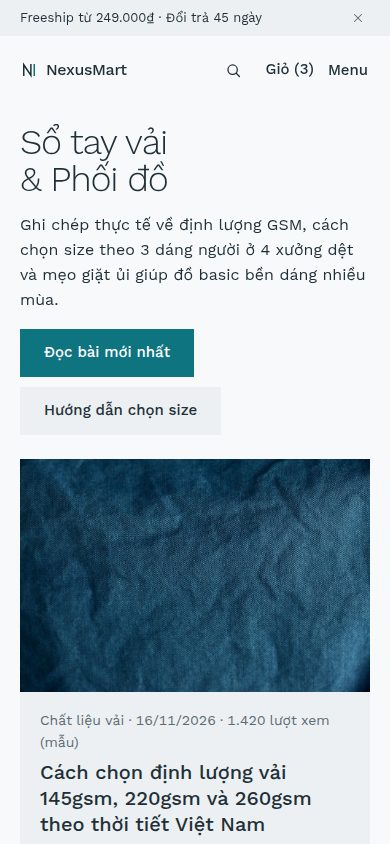 Freeship từ 249.000₫ · Đổi trả 45 ngày ×
NexusMart Giỏ (3) Menu
Sổ tay vải
& Phối đồ
Ghi chép thực tế về định lượng GSM, cách
chọn size theo 3 dáng người ở 4 xưởng dệt
và mẹo giặt ủi giúp đồ basic bền dáng nhiều
mùa.
Đọc bài mới nhất
Hướng dẫn chọn size
Chất liệu vải · 16/11/2026 · 1.420 lượt xem
(mẫu)
Cách chọn định lượng vải
145gsm, 220gsm và 260gsm
theo thời tiết Việt Nam